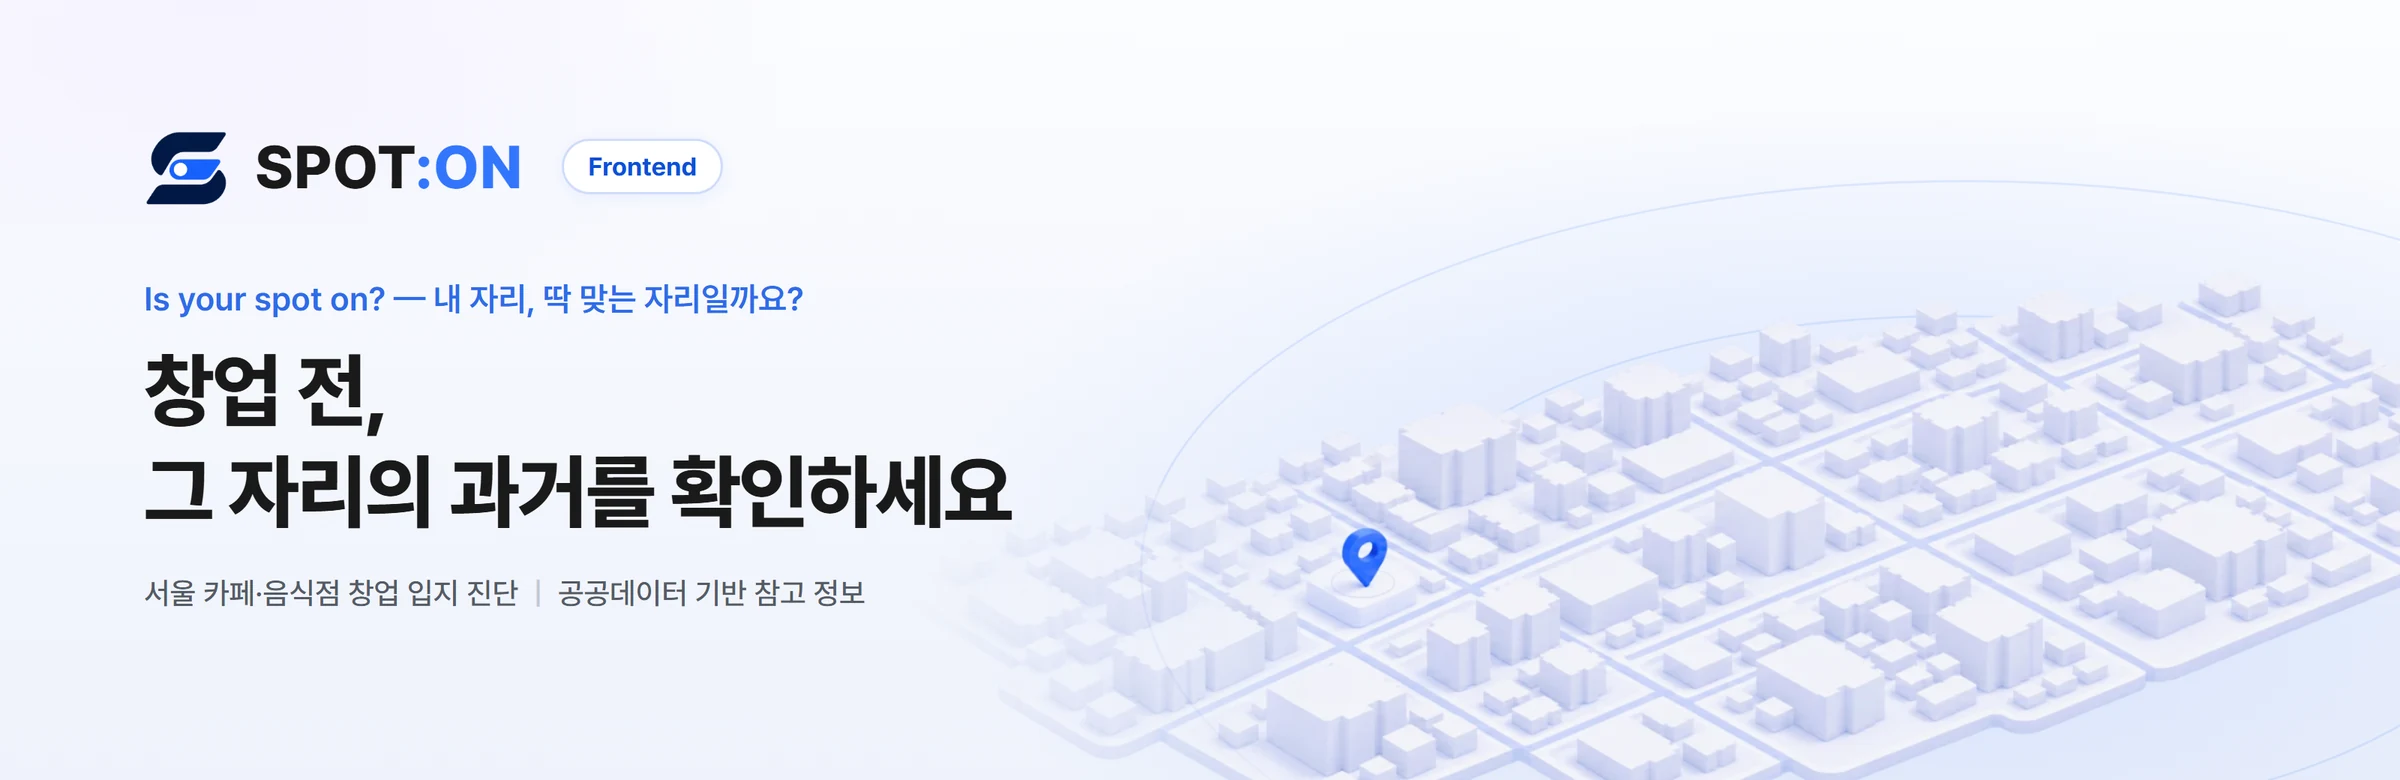 SPOT:ON
Frontend
Is your spot on? — 내 자리, 딱 맞는 자리일까요?
창업 전,
그 자리의 과거를 확인하세요
서울 카페·음식점 창업 입지 진단 | 공공데이터 기반 참고 정보